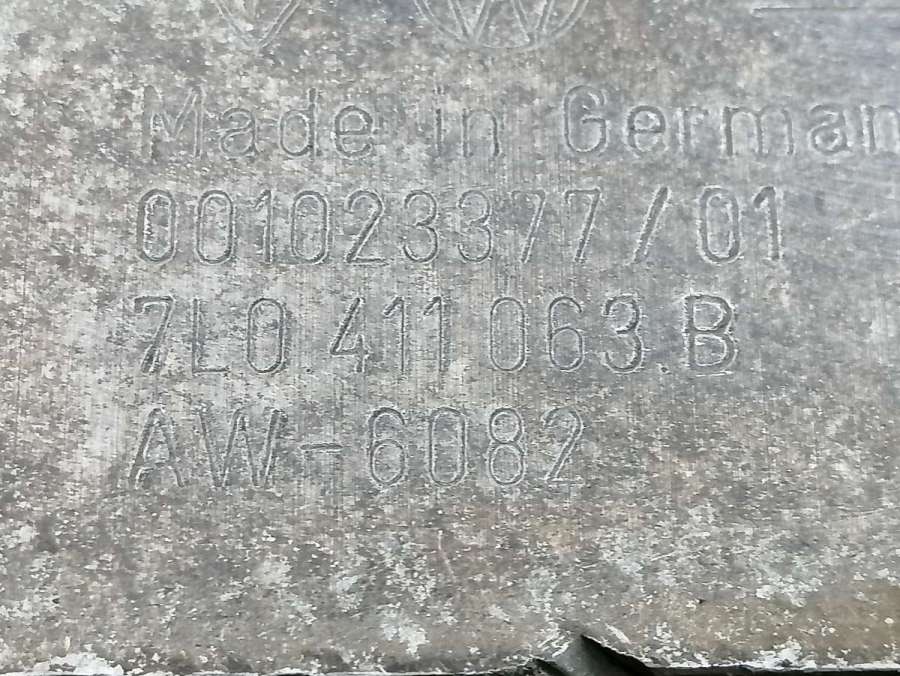 Made in German
001023377/01
7L0.411.063.B
AW-6082